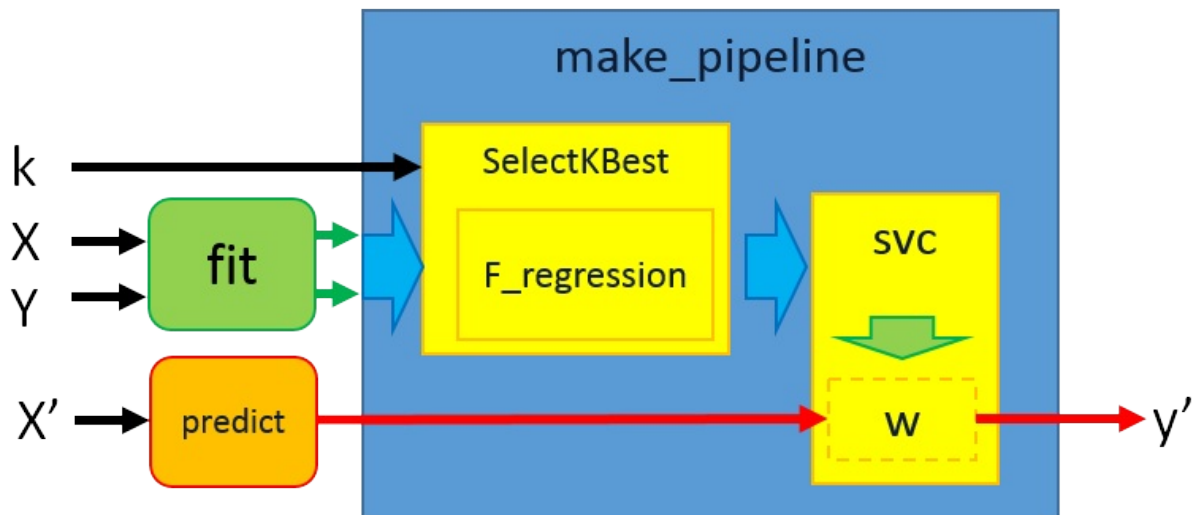 make_pipeline
k
SelectKBest
X
fit
svc
Y
F_regression
X’
predict
w
y’